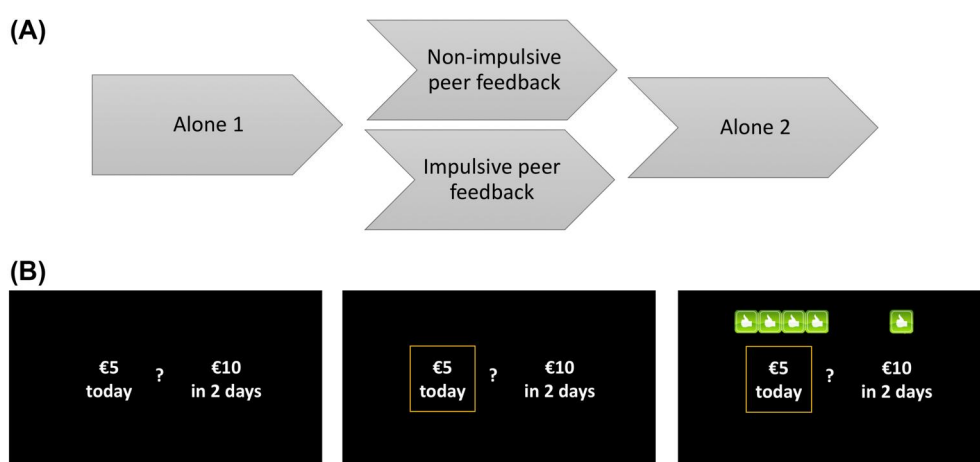 (A)
Alone 1
Non-impulsive
peer feedback
Impulsive peer
feedback
Alone 2
(B)
€5 ? €10
today in 2 days
€5 ? €10
today in 2 days
€5 ? €10
today in 2 days